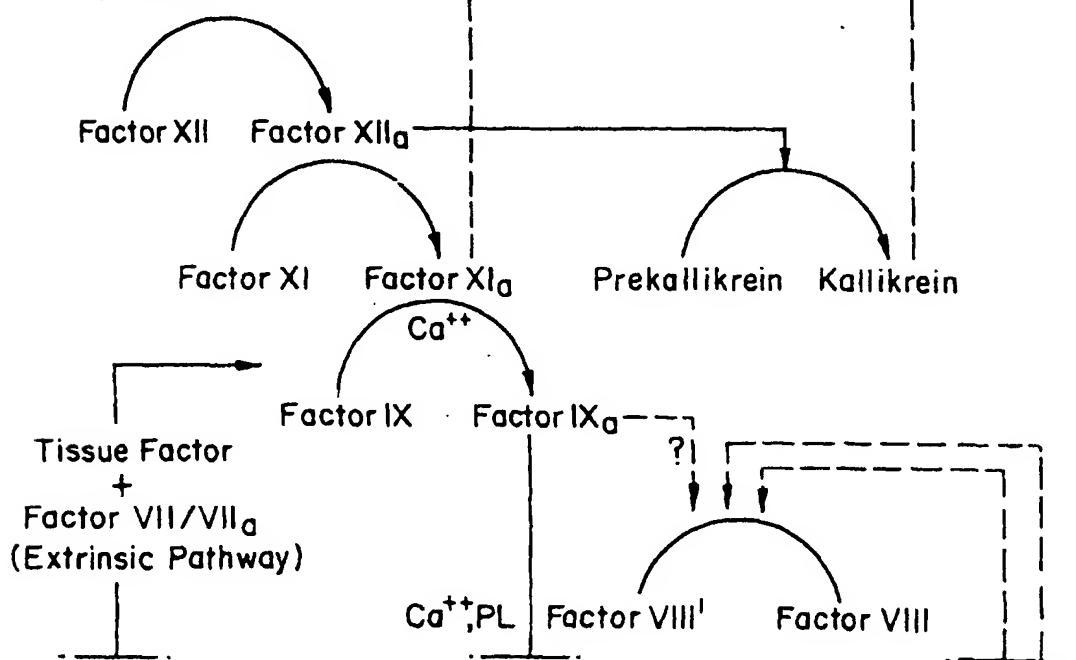 Factor XII Factor XIIa
Factor XI Factor XIa Prekallikrein Kallikrein
Ca++
Factor IX Factor IXa
?
Tissue Factor
+
Factor VII/VIIa
(Extrinsic Pathway)
Ca++,PL Factor VIII' Factor VIII